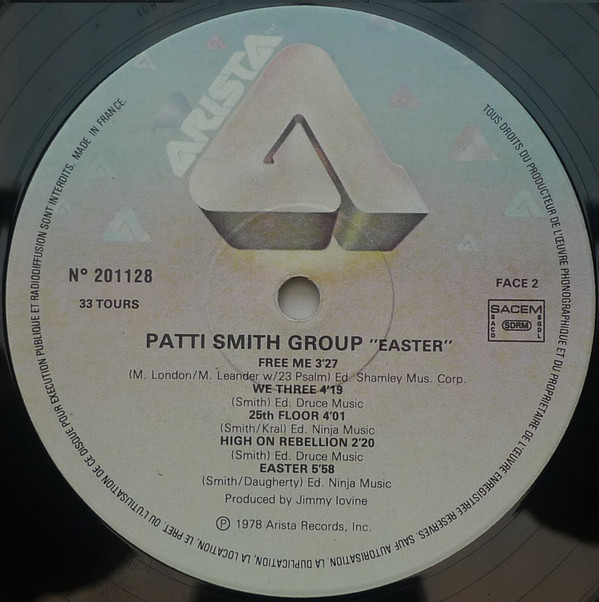 ARISTA
TOUS DROITS DU PRODUCTEUR DE L'ŒUVRE PHONOGRAPHIQUE ET DU PROPRIETAIRE DE L'ŒUVRE ENREGISTREE RESERVES. SAUF AUTORISATION, LA DUPLICATION, LA LOCATION, LE PRET, OU L'UTILISATION DE CE DISQUE POUR EXECUTION PUBLIQUE ET RADIODIFFUSION SONT INTERDITS. MADE IN FRANCE.
N° 201128
33 TOURS
FACE 2
SACEM
SACD
SDRM
SGDL
PATTI SMITH GROUP "EASTER"
FREE ME 3'27
(M. London/M. Leander w/23 Psalm) Ed. Shamley Mus. Corp.
WE THREE 4'19
(Smith) Ed. Druce Music
25th FLOOR 4'01
(Smith/Kral) Ed. Ninja Music
HIGH ON REBELLION 2'20
(Smith) Ed. Druce Music
EASTER 5'58
(Smith/Daugherty) Ed. Ninja Music
Produced by Jimmy Iovine
℗ 1978 Arista Records, Inc.